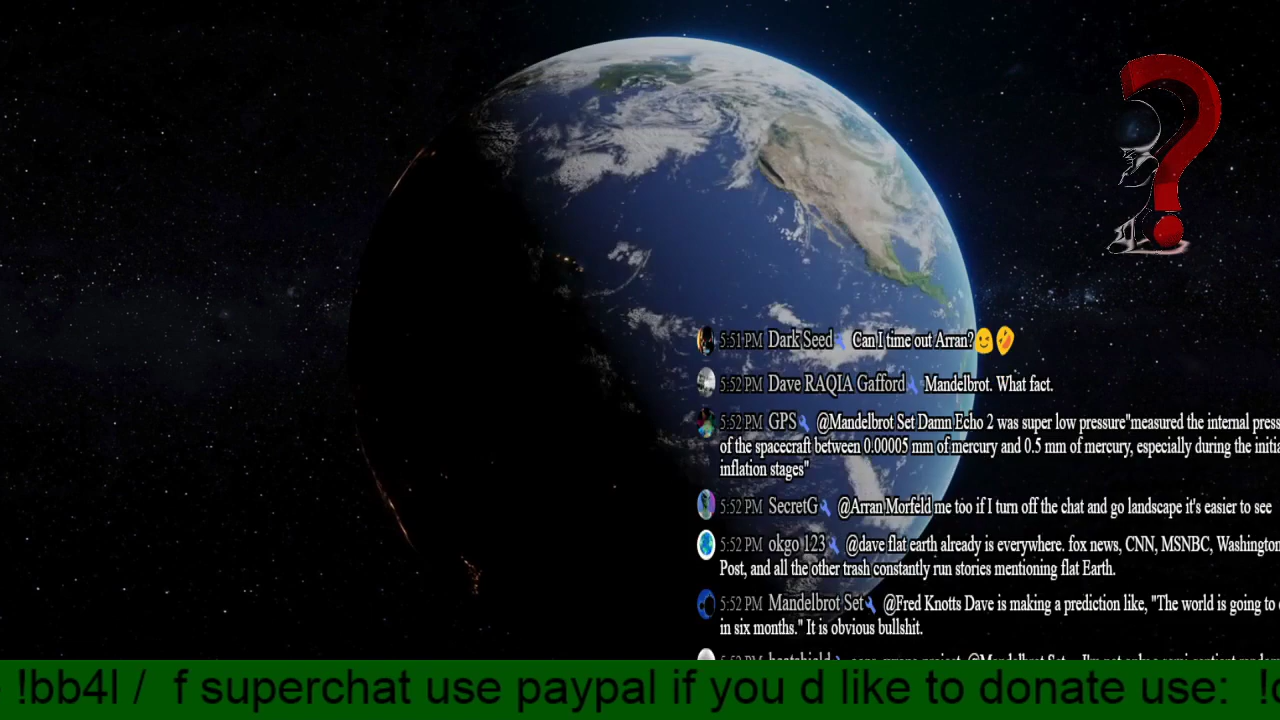 ?
5:51 PM Dark Seed Can I time out Arran?
5:52 PM Dave RAQIA Gafford Mandelbrot. What fact.
5:52 PM GPS @Mandelbrot Set Damn Echo 2 was super low pressure"measured the internal
of the spacecraft between 0.00005 mm of mercury and 0.5 mm of mercury, especially during the
inflation stages"
5:52 PM SecretG @Arran Morfeld me too if I turn off the chat and go landscape it's easier to see
5:52 PM okgo 123 @dave flat earth already is everywhere. fox news, CNN, MSNBC, Washington
Post, and all the other trash constantly run stories mentioning flat Earth.
5:52 PM Mandelbrot Set @Fred Knotts Dave is making a prediction like, "The world is going to
in six months." It is obvious bullshit.
!bb4l / f superchat use paypal if you d like to donate use: